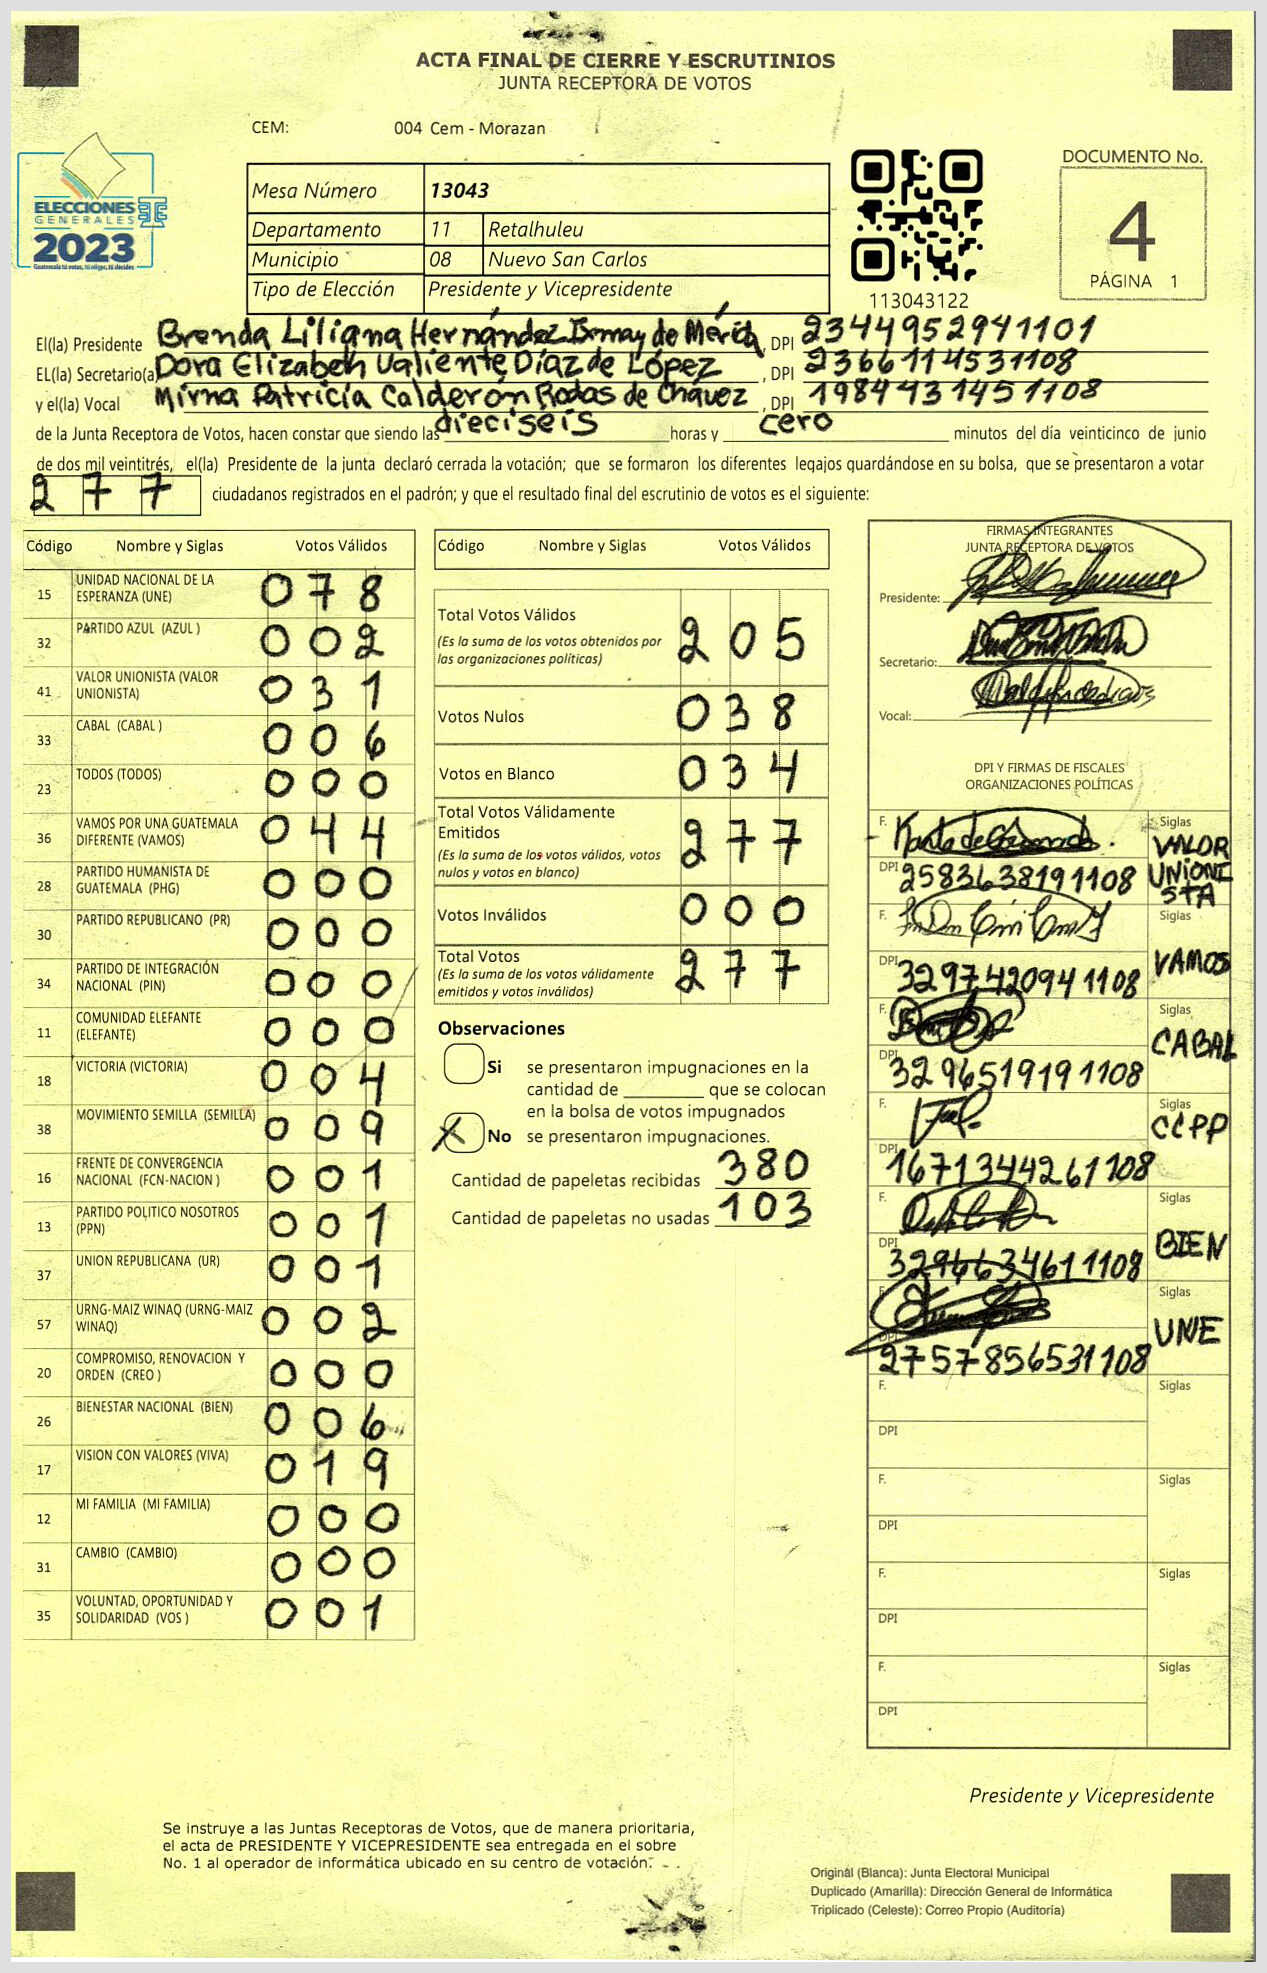 ACTA FINAL DE CIERRE Y ESCRUTINIOS
JUNTA RECEPTORA DE VOTOS
CEM: 004 Cem - Morazan
ELECCIONES
GENERALES
2023
Guatemala tú votas, tú eliges, tú decides
Mesa Número 13043
Departamento 11 Retalhuleu
Municipio 08 Nuevo San Carlos
Tipo de Elección Presidente y Vicepresidente
113043122
DOCUMENTO No.
4
PÁGINA 1
El(la) Presidente Brenda Liliana Hernández Ixmay de Mérida, DPI 2344952941101
EL(la) Secretario(a) Dora Elizabeth Valiente Díaz de López, DPI 2366114531108
y el(la) Vocal Mirna Patricia Calderón Rodas de Chávez, DPI 1984431451108
de la Junta Receptora de Votos, hacen constar que siendo las dieciseis horas y cero minutos del día veinticinco de junio
de dos mil veintitrés, el(la) Presidente de la junta declaró cerrada la votación; que se formaron los diferentes legajos quardándose en su bolsa, que se presentaron a votar
277 ciudadanos registrados en el padrón; y que el resultado final del escrutinio de votos es el siguiente:
Código Nombre y Siglas Votos Válidos
15 UNIDAD NACIONAL DE LA ESPERANZA (UNE) 078
32 PARTIDO AZUL (AZUL ) 002
41 VALOR UNIONISTA (VALOR UNIONISTA) 031
33 CABAL (CABAL ) 006
23 TODOS (TODOS) 000
36 VAMOS POR UNA GUATEMALA DIFERENTE (VAMOS) 044
28 PARTIDO HUMANISTA DE GUATEMALA (PHG) 000
30 PARTIDO REPUBLICANO (PR) 000
34 PARTIDO DE INTEGRACIÓN NACIONAL (PIN) 000
11 COMUNIDAD ELEFANTE (ELEFANTE) 000
18 VICTORIA (VICTORIA) 004
38 MOVIMIENTO SEMILLA (SEMILLA) 009
16 FRENTE DE CONVERGENCIA NACIONAL (FCN-NACION ) 001
13 PARTIDO POLITICO NOSOTROS (PPN) 001
37 UNION REPUBLICANA (UR) 001
57 URNG-MAIZ WINAQ (URNG-MAIZ WINAQ) 002
20 COMPROMISO, RENOVACION Y ORDEN (CREO ) 000
26 BIENESTAR NACIONAL (BIEN) 006
17 VISION CON VALORES (VIVA) 019
12 MI FAMILIA (MI FAMILIA) 000
31 CAMBIO (CAMBIO) 000
35 VOLUNTAD, OPORTUNIDAD Y SOLIDARIDAD (VOS ) 001
Código Nombre y Siglas Votos Válidos
Total Votos Válidos 205
(Es la suma de los votos obtenidos por
las organizaciones políticas)
Votos Nulos 038
Votos en Blanco 034
Total Votos Válidamente
Emitidos 277
(Es la suma de los votos válidos, votos
nulos y votos en blanco)
Votos Inválidos 000
Total Votos 277
(Es la suma de los votos válidamente
emitidos y votos inválidos)
Observaciones
Si se presentaron impugnaciones en la
cantidad de ________ que se colocan
en la bolsa de votos impugnados
X No se presentaron impugnaciones.
Cantidad de papeletas recibidas 380
Cantidad de papeletas no usadas 103
FIRMAS INTEGRANTES
JUNTA RECEPTORA DE VOTOS
Presidente:
Secretario:
Vocal:
DPI Y FIRMAS DE FISCALES
ORGANIZACIONES POLÍTICAS
F. Siglas VALOR UNIONISTA
DPI 2583638191108
F. Siglas VAMOS
DPI 3297420941108
F. Siglas CABAL
DPI 3296519191108
F. Siglas CCPP
DPI 1671344261108
F. Siglas BIEN
DPI 3296634611108
F. Siglas UNE
DPI 2757856531108
F. Siglas
DPI
F. Siglas
DPI
F. Siglas
DPI
F. Siglas
DPI
Presidente y Vicepresidente
Se instruye a las Juntas Receptoras de Votos, que de manera prioritaria,
el acta de PRESIDENTE Y VICEPRESIDENTE sea entregada en el sobre
No. 1 al operador de informática ubicado en su centro de votación.
Original (Blanca): Junta Electoral Municipal
Duplicado (Amarilla): Dirección General de Informática
Triplicado (Celeste): Correo Propio (Auditoría)